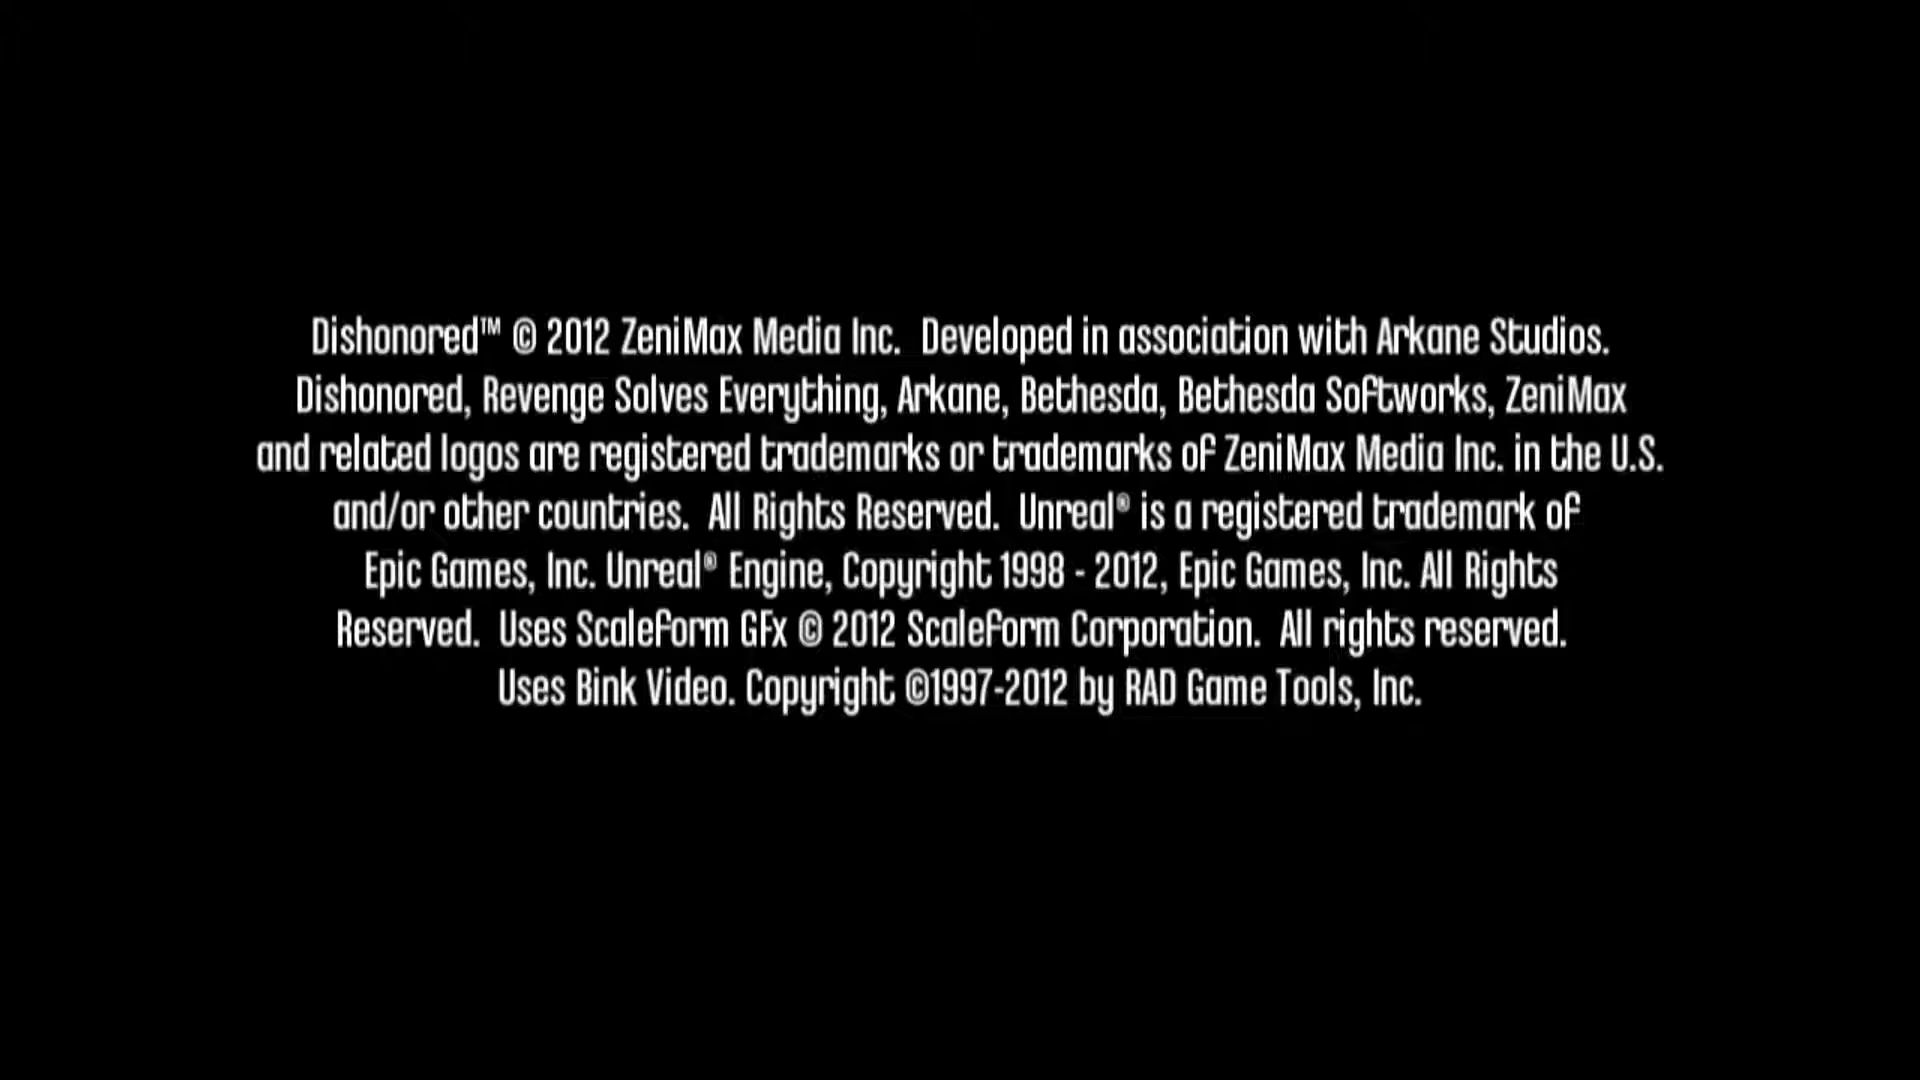 Dishonored™ © 2012 ZeniMax Media Inc.  Developed in association with Arkane Studios.
Dishonored, Revenge Solves Everything, Arkane, Bethesda, Bethesda Softworks, ZeniMax
and related logos are registered trademarks or trademarks of ZeniMax Media Inc. in the U.S.
and/or other countries.  All Rights Reserved.  Unreal® is a registered trademark of
Epic Games, Inc. Unreal® Engine, Copyright 1998 - 2012, Epic Games, Inc. All Rights
Reserved.  Uses Scaleform GFx © 2012 Scaleform Corporation.  All rights reserved.
Uses Bink Video. Copyright ©1997-2012 by RAD Game Tools, Inc.